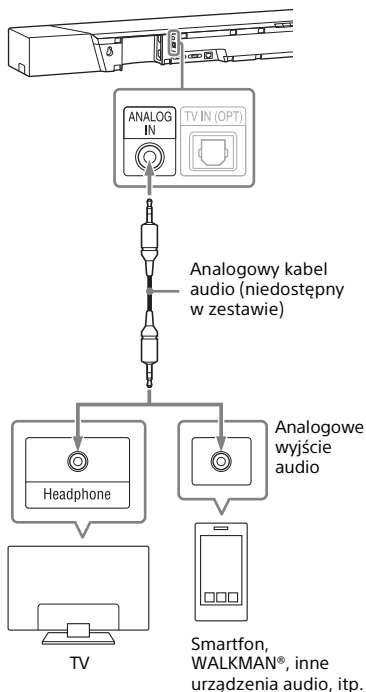 ANALOG
IN
TV IN (OPT)
Analogowy kabel
audio (niedostępny
w zestawie)
Analogowe
wyjście
audio
Headphone
TV
Smartfon,
WALKMAN®, inne
urządzenia audio, itp.